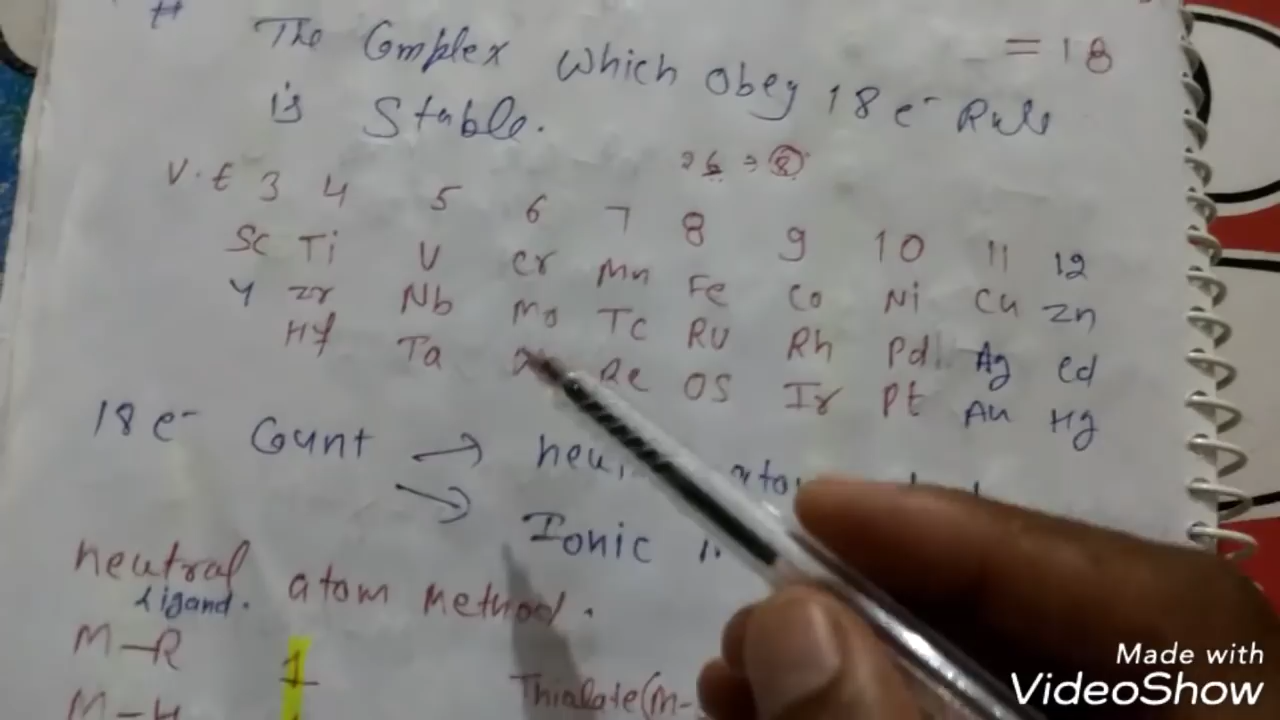 The Complex which obey 18 e⁻ Rule
= 18
is Stable.
26 ⇒ 8
V.E 3 4 5 6 7 8 9 10 11 12
Sc Ti V Cr Mn Fe Co Ni Cu Zn
Y Zr Nb Mo Tc Ru Rh Pd Ag Cd
Hf Ta Re OS Ir Pt Au Hg
18 e⁻ Count → neu
→ Ionic
neutral atom method.
Ligand.
M-R 1
M-H
Thialate(m-
Made with
VideoShow